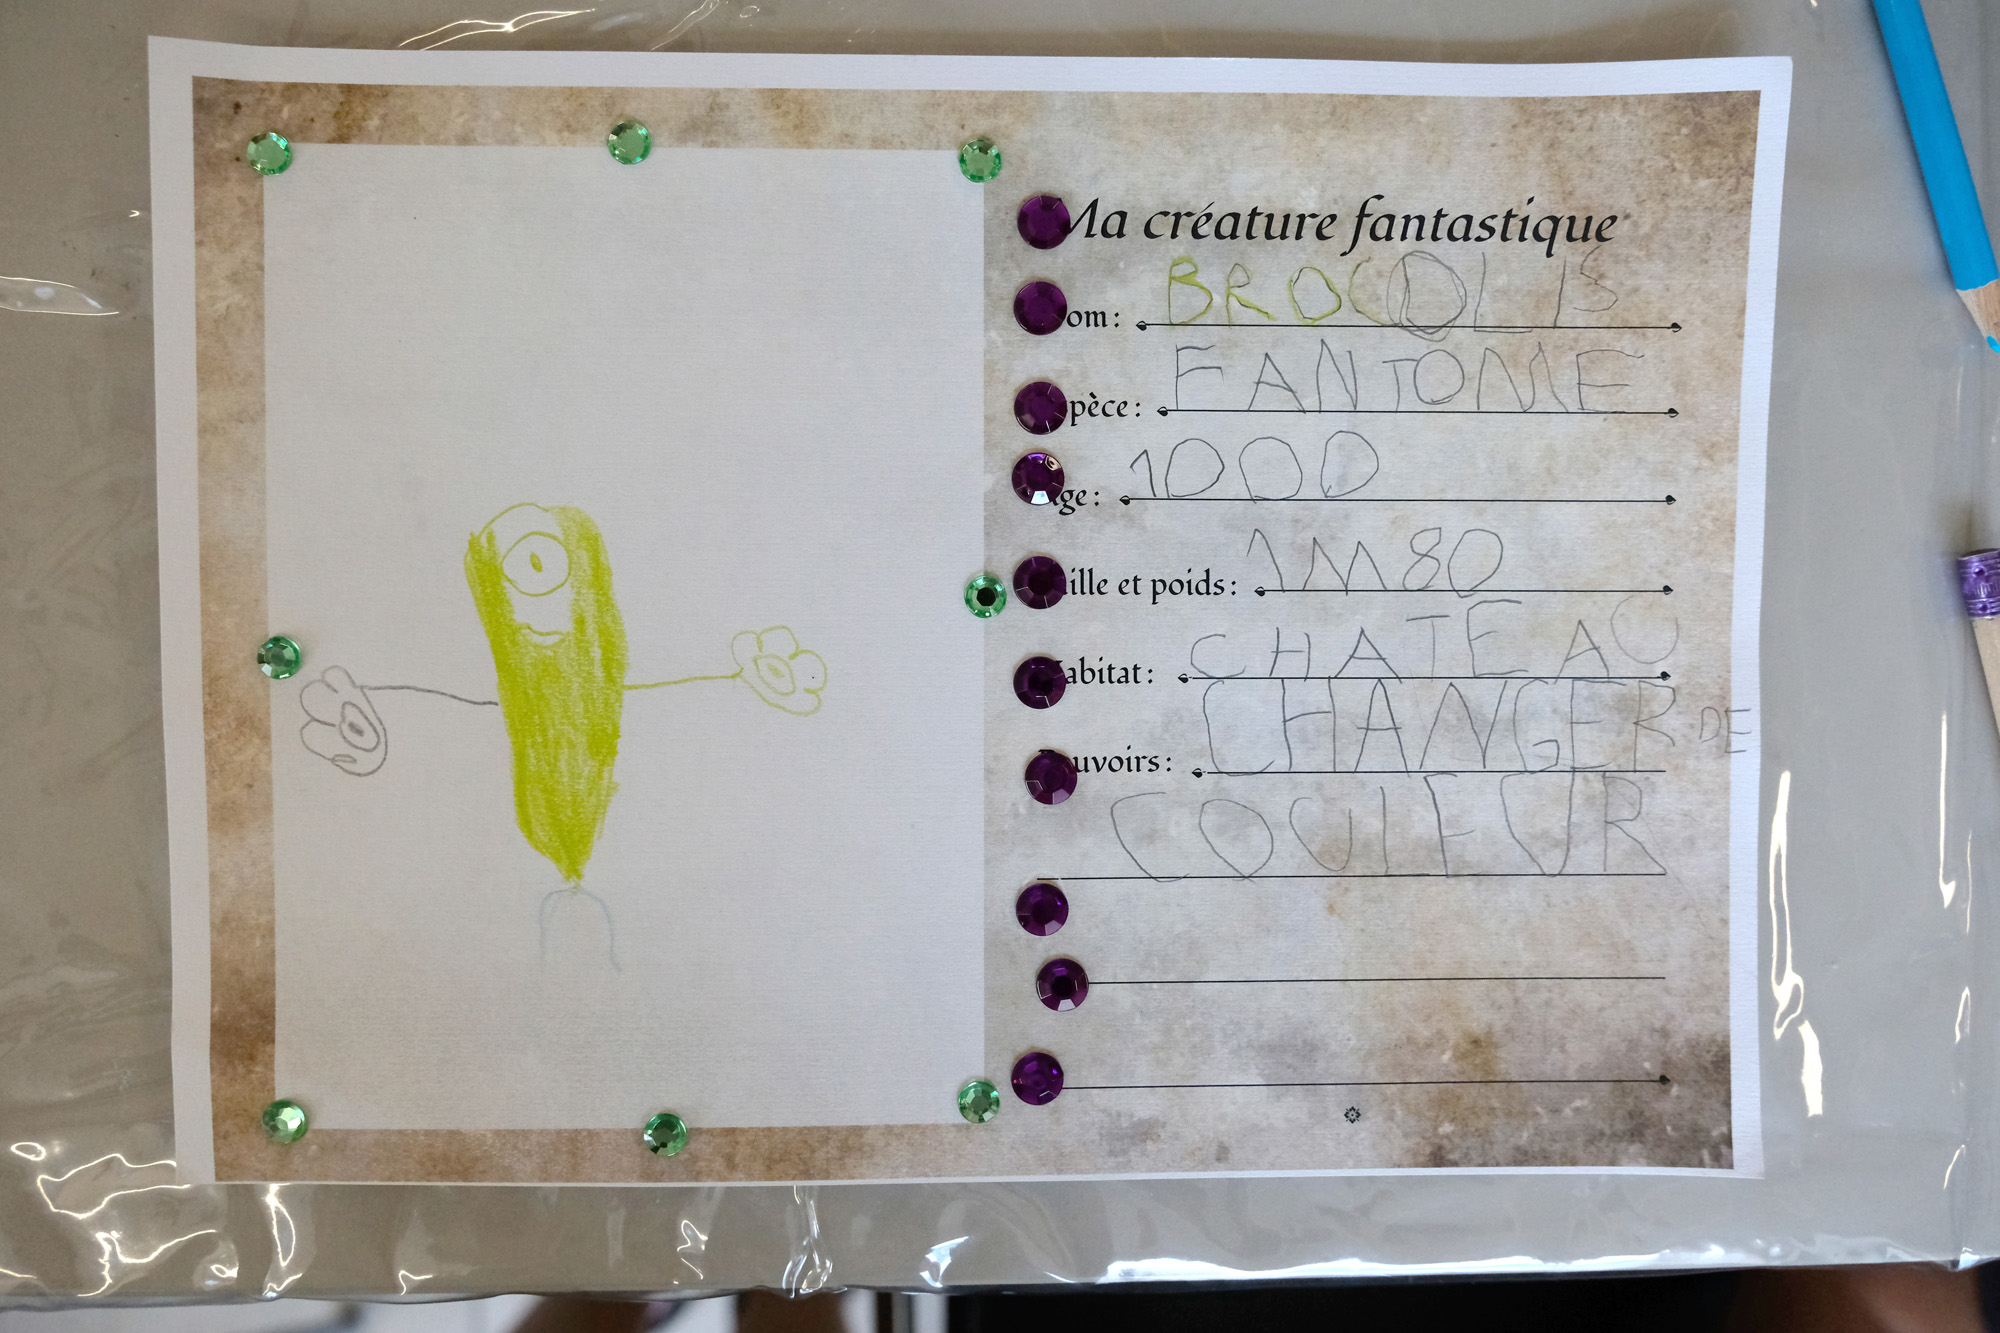 Ma créature fantastique
om : BROCOLIS
pèce : FANTOME
ge : 1000
ille et poids : 1M80
abitat : CHATEAU
uvoirs : CHANGER DE
COULEUR